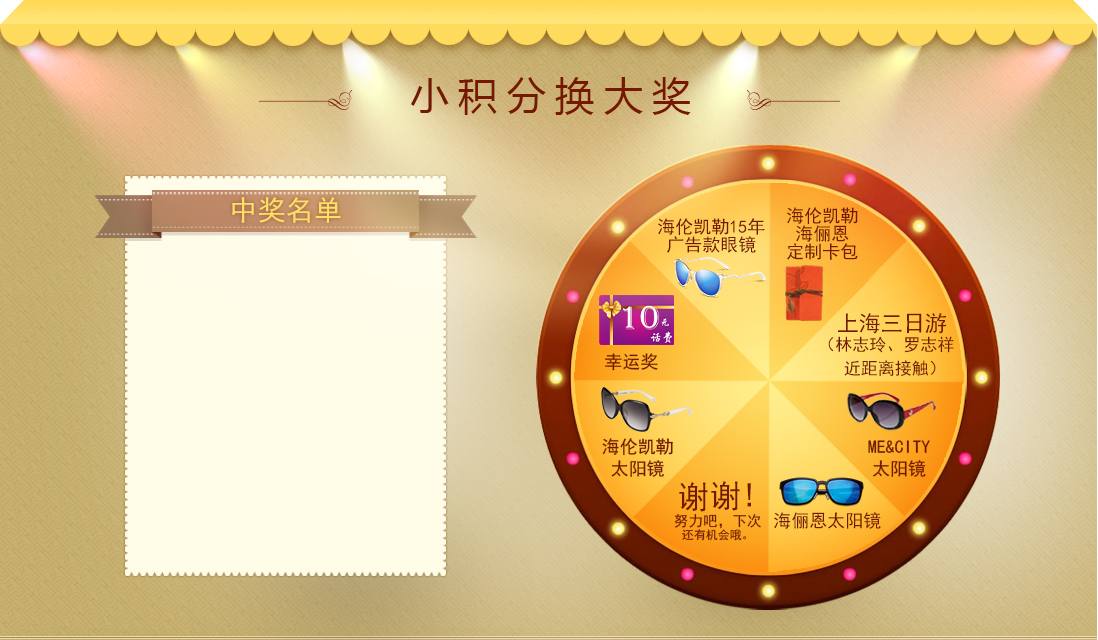 小积分换大奖
中奖名单
海伦凯勒15年
广告款眼镜
海伦凯勒
海俪恩
定制卡包
上海三日游
(林志玲、罗志祥
近距离接触)
ME&CITY
太阳镜
海俪恩太阳镜
谢谢!
努力吧，下次
还有机会哦。
海伦凯勒
太阳镜
10元
话费
幸运奖